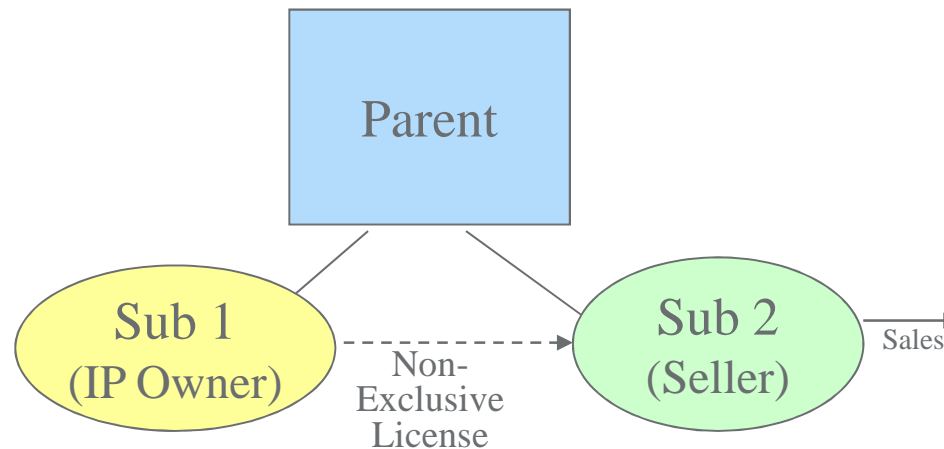 Parent
Sub 1
(IP Owner)
Non-
Exclusive
License
Sub 2
(Seller)
Sales